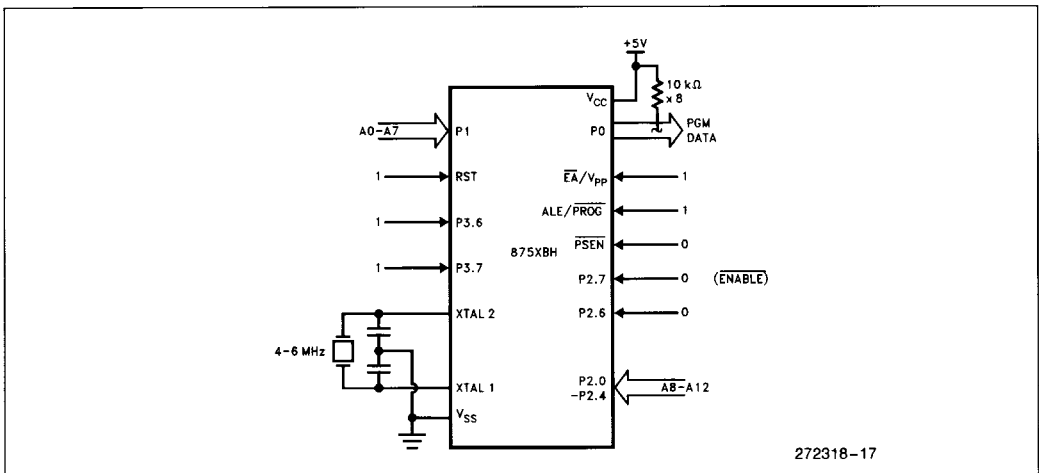 +5V
10 kΩ
x 8
VCC
A0-A7
P1
P0
PGM
DATA
1
RST
EA/VPP
1
ALE/PROG
1
1
P3.6
875XBH
PSEN
0
1
P3.7
P2.7
0
(ENABLE)
XTAL 2
P2.6
0
4-6 MHz
XTAL 1
P2.0
-P2.4
A8-A12
VSS
272318-17